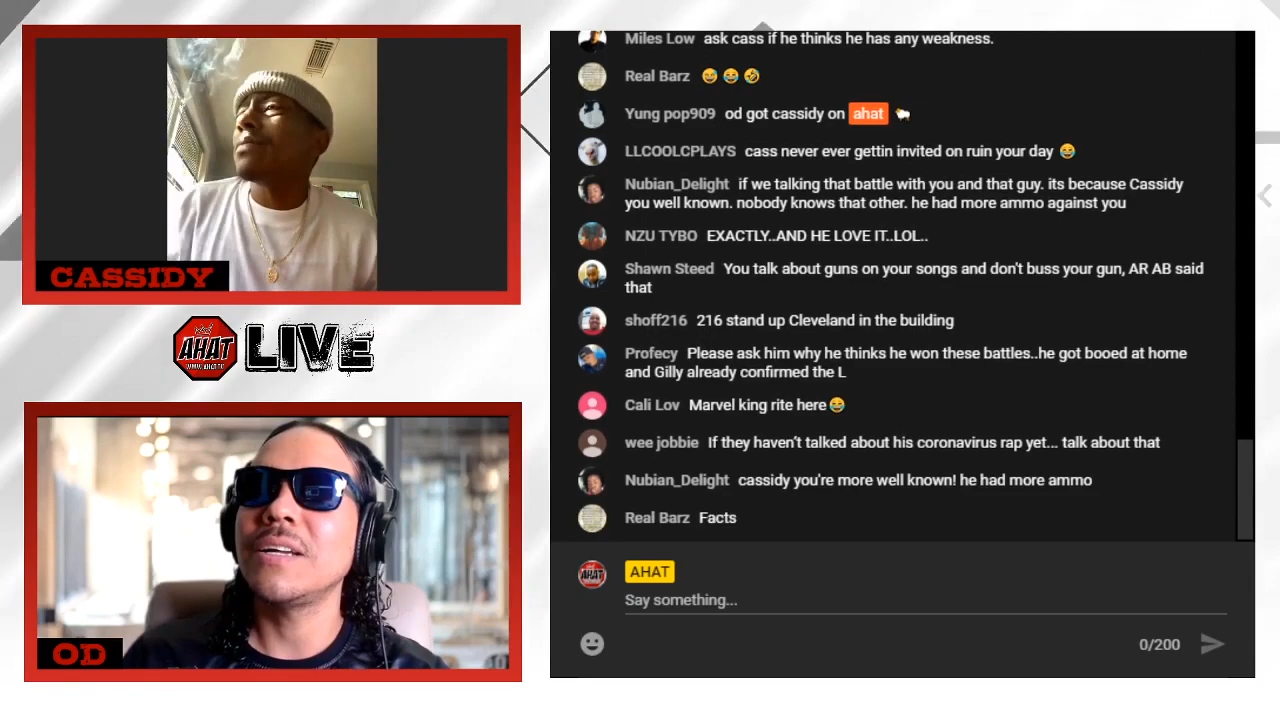 CASSIDY
AHAT
LIVE
OD
Miles Low ask cass if he thinks he has any weakness.
Real Barz 😅 😂 🤣
Yung pop909 od got cassidy on ahat 🐑
LLCOOLCPLAYS cass never ever gettin invited on ruin your day 😂
Nubian_Delight if we talking that battle with you and that guy. its because Cassidy
you well known. nobody knows that other. he had more ammo against you
NZU TYBO EXACTLY..AND HE LOVE IT..LOL..
Shawn Steed You talk about guns on your songs and don't buss your gun, AR AB said
that
shoff216 216 stand up Cleveland in the building
Profecy Please ask him why he thinks he won these battles..he got booed at home
and Gilly already confirmed the L
Cali Lov Marvel king rite here😂
wee jobbie If they haven't talked about his coronavirus rap yet... talk about that
Nubian_Delight cassidy you're more well known! he had more ammo
Real Barz Facts
AHAT
AHAT
Say something...
0/200